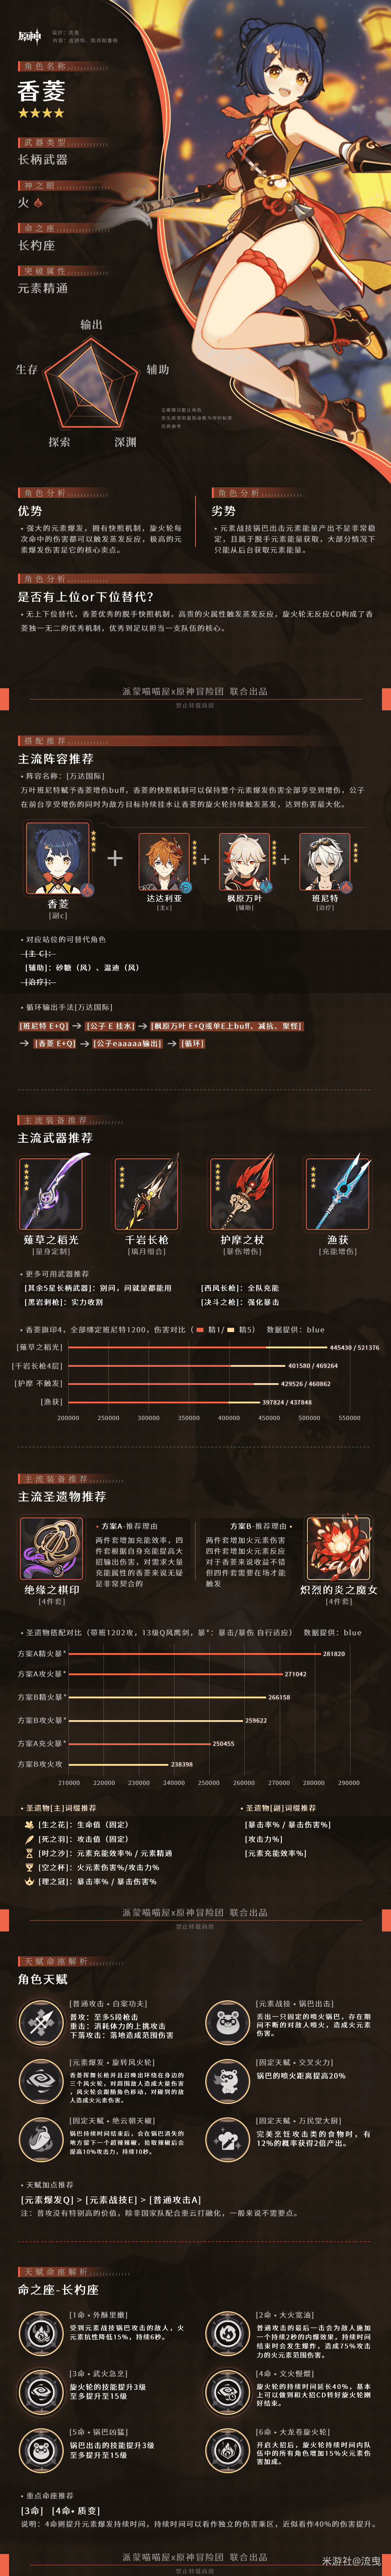 原神
角色名称
香菱
武器类型
长柄武器
神之眼
火
命之座
长杓座
突破属性
元素精通
输出
生存
辅助
探索
深渊
角色分析
优势
• 强大的元素爆发，拥有快照机制，旋火轮每
次命中的伤害都可以触发蒸发反应，极高的元
素爆发伤害是它的核心卖点。
角色分析
劣势
• 元素战技锅巴出击元素能量产出不是非常稳
定，且属于脱手元素能量获取，大部分情况下
只能从后台获取元素能量。
角色分析
是否有上位or下位替代?
• 无上下位替代，香菱优秀的脱手快照机制，高贵的火属性触发蒸发反应，旋火轮无反应CD构成了香
菱独一无二的优秀机制，优秀到足以担当一支队伍的核心。
派蒙喵喵屋x原神冒险团 联合出品
禁止转载商用
搭配推荐
主流阵容推荐
• 阵容名称：[万达国际]
万叶班尼特赋予香菱增伤buff，香菱的快照机制可以保持整个元素爆发伤害全部享受到增伤，公子
在前台享受增伤的同时为敌方目标持续挂水让香菱的旋火轮持续触发蒸发，达到伤害最大化。
香菱
[副c]
达达利亚
[主c]
枫原万叶
[辅助]
班尼特
[治疗]
• 对应站位的可替代角色
[主 C]：
[辅助]：砂糖（风）、温迪（风）
[治疗]：
• 循环输出手法[万达国际]
[班尼特 E+Q] → [公子 E 挂水] → [枫原万叶 E+Q或单E上buff、减抗、聚怪]
→ [香菱 E+Q] → [公子eaaaaa输出] → [循环]
主流装备推荐
主流武器推荐
薙草之稻光
[量身定制]
千岩长枪
[璃月组合]
护摩之杖
[暴伤增伤]
渔获
[充能增伤]
• 更多可用武器推荐
[其余5星长柄武器]：别问，问就是都能用
[西风长枪]：全队充能
[黑岩刺枪]：实力收割
[决斗之枪]：强化暴击
• 香菱旗印4，全部绑定班尼特1200，伤害对比（ 精1/ 精5） 数据提供：blue
[薙草之稻光]
445430 / 521376
[千岩长枪4层]
401580 / 469264
[护摩 不触发]
429526 / 460862
[渔获]
397824 / 437848
200000 250000 300000 350000 400000 450000 500000 550000
主流装备推荐
主流圣遗物推荐
绝缘之棋印
[4件套]
• 方案A-推荐理由
两件套增加充能效率，四
件套根据自身充能提高大
招输出伤害，对需求大量
充能属性的香菱来说无疑
是非常契合的
方案B-推荐理由 •
两件套增加火元素伤害
四件套增加火元素反应
对于香菱来说收益不错
但四件套需要在场才能
触发
炽烈的炎之魔女
[4件套]
• 圣遗物搭配对比（带班1202攻，13级Q风鹰剑，暴*：暴击/暴伤 自行适应） 数据提供：blue
方案A精火暴*
281820
方案A攻火暴*
271042
方案B精火暴*
266158
方案B攻火暴*
259622
方案A充火暴*
250455
方案B攻火攻
238398
210000 220000 230000 240000 250000 260000 270000 280000 290000
• 圣遗物[主]词缀推荐
[生之花]：生命值（固定）
[死之羽]：攻击值（固定）
[时之沙]：元素充能效率% / 元素精通
[空之杯]：火元素伤害%/攻击力%
[理之冠]：暴击率% / 暴击伤害%
• 圣遗物[副]词缀推荐
[暴击率% / 暴击伤害%]
[攻击力%]
[元素充能效率%]
派蒙喵喵屋x原神冒险团 联合出品
禁止转载商用
天赋命座解析
角色天赋
[普通攻击 • 白案功夫]
普攻：至多5段枪击
重击：消耗体力的上挑攻击
下落攻击：落地造成范围伤害
[元素战技 • 锅巴出击]
丢出一只固定的喷火锅巴，存在期
间不断的对敌人喷火，造成火元素
伤害。
[元素爆发 • 旋转风火轮]
香菱挥舞长枪并且召唤出环绕在身边的
三个风火轮，对周围敌人造成大量伤害
，风火轮会跟随角色移动，对碰到的敌
人造成火元素伤害。
[固定天赋 • 交叉火力]
锅巴的喷火距离提高20%
[固定天赋 • 绝云朝天椒]
锅巴持续时间结束后，会在锅巴消失的
地方留下一个超辣辣椒，拾取辣椒后会
提高10%攻击力，持续10秒。
[固定天赋 • 万民堂大厨]
完美烹饪攻击类的食物时，有
12%的概率获得2倍产出。
• 天赋加点推荐
[元素爆发Q] > [元素战技E] > [普通攻击A]
注：普攻没有特别高的价值，除非国家队配合重云打融化，一般来说不需要点。
天赋命座解析
命之座-长杓座
[1命 • 外酥里嫩]
受到元素战技锅巴攻击的敌人，火
元素抗性降低15%，持续6秒。
[2命 • 大火宽油]
普通攻击的最后一击会为敌人施加
一个持续2秒的内爆效果，持续时间
结束时会发生爆炸，造成75%攻击
力的火元素范围伤害。
[3命 • 武火急烹]
旋火轮的技能提升3级
至多提升至15级
[4命 • 文火慢煨]
旋火轮的持续时间延长40%，基本
上可以做到和大招CD转好旋火轮刚
好结束。
[5命 • 锅巴凶猛]
锅巴出击的技能提升3级
至多提升至15级
[6命 • 大龙卷旋火轮]
开启大招后，旋火轮持续时间内队
伍中的所有角色增加15%火元素伤
害加成。
• 重点命座推荐
[3命] [4命• 质变]
说明：4命则提升元素爆发持续时间，持续时间可以看作独立的伤害乘区，近似看作40%的伤害提升。
派蒙喵喵屋x原神冒险团 联合出品
禁止转载商用
米游社@流曳